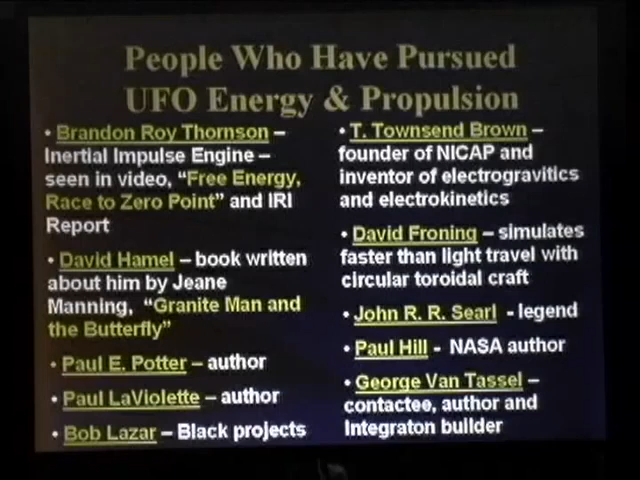 People Who Have Pursued
UFO Energy & Propulsion
• Brandon Roy Thornson –
Inertial Impulse Engine –
seen in video, “Free Energy,
Race to Zero Point” and IRI
Report
• David Hamel – book written
about him by Jeane
Manning, “Granite Man and
the Butterfly”
• Paul E. Potter – author
• Paul LaViolette – author
• Bob Lazar – Black projects
• T. Townsend Brown –
founder of NICAP and
inventor of electrogravitics
and electrokinetics
• David Froning – simulates
faster than light travel with
circular toroidal craft
• John R. R. Searl - legend
• Paul Hill - NASA author
• George Van Tassel –
contactee, author and
Integraton builder